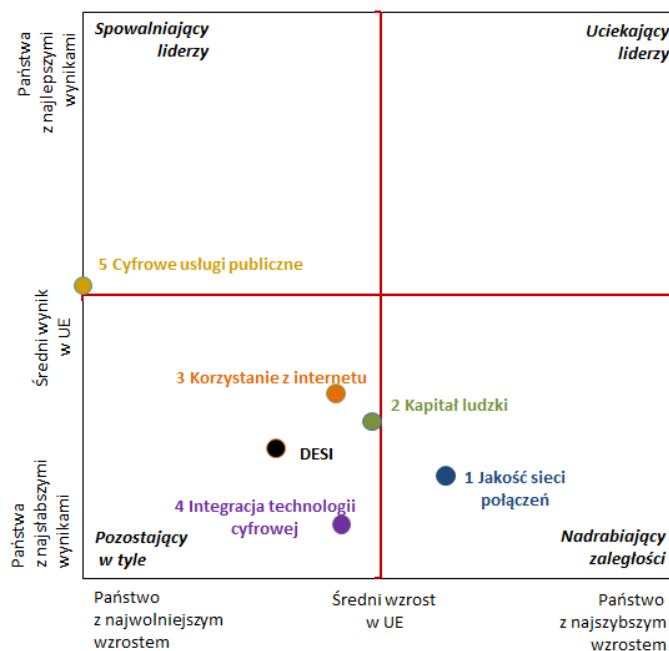 Państwa
z najlepszymi
wynikami
Spowalniający
liderzy
Uciekający
liderzy
5 Cyfrowe usługi publiczne
Średni wynik
w UE
3 Korzystanie z internetu
2 Kapitał ludzki
DESI
1 Jakość sieci
połączeń
4 Integracja technologii
cyfrowej
Państwa
z najsłabszymi
wynikami
Pozostający
w tyle
Nadrabiający
zaległości
Państwo
z najwolniejszym
wzrostem
Średni wzrost
w UE
Państwo
z najszybszym
wzrostem